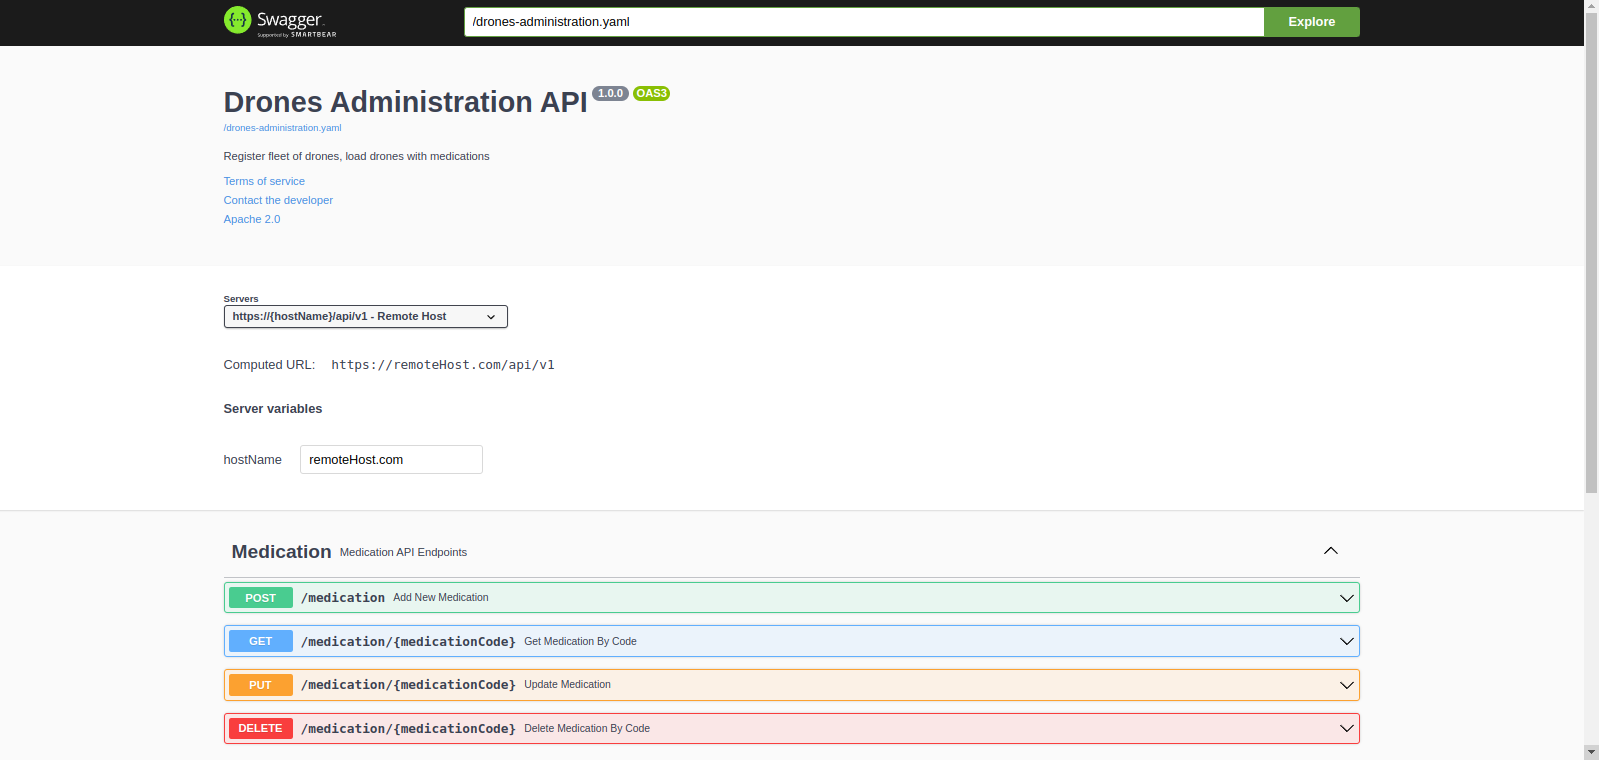 {···} Swagger
Supported by SMARTBEAR
/drones-administration.yaml
Explore
Drones Administration API 1.0.0 OAS3
/drones-administration.yaml
Register fleet of drones, load drones with medications
Terms of service
Contact the developer
Apache 2.0
Servers
https://{hostName}/api/v1 - Remote Host
Computed URL: https://remoteHost.com/api/v1
Server variables
hostName remoteHost.com
Medication Medication API Endpoints
POST /medication Add New Medication
GET /medication/{medicationCode} Get Medication By Code
PUT /medication/{medicationCode} Update Medication
DELETE /medication/{medicationCode} Delete Medication By Code